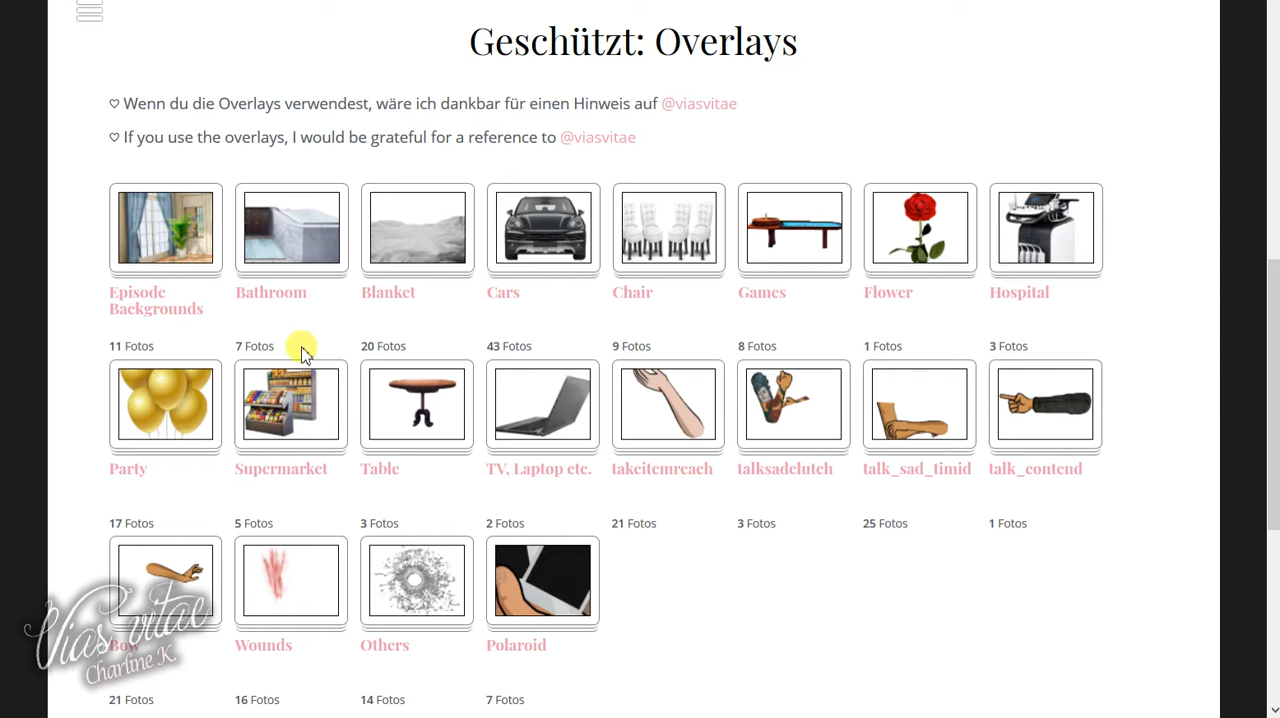 Geschützt: Overlays
♡ Wenn du die Overlays verwendest, wäre ich dankbar für einen Hinweis auf @viasvitae
♡ If you use the overlays, I would be grateful for a reference to @viasvitae
Episode Backgrounds
Bathroom
Blanket
Cars
Chair
Games
Flower
Hospital
11 Fotos
7 Fotos
20 Fotos
43 Fotos
9 Fotos
8 Fotos
1 Fotos
3 Fotos
Party
Supermarket
Table
TV, Laptop etc.
takeitemreach
talksadclutch
talk_sad_timid
talk_contend
17 Fotos
5 Fotos
3 Fotos
2 Fotos
21 Fotos
3 Fotos
25 Fotos
1 Fotos
Bow
Wounds
Others
Polaroid
21 Fotos
16 Fotos
14 Fotos
7 Fotos
Vias vitae
Charline K.